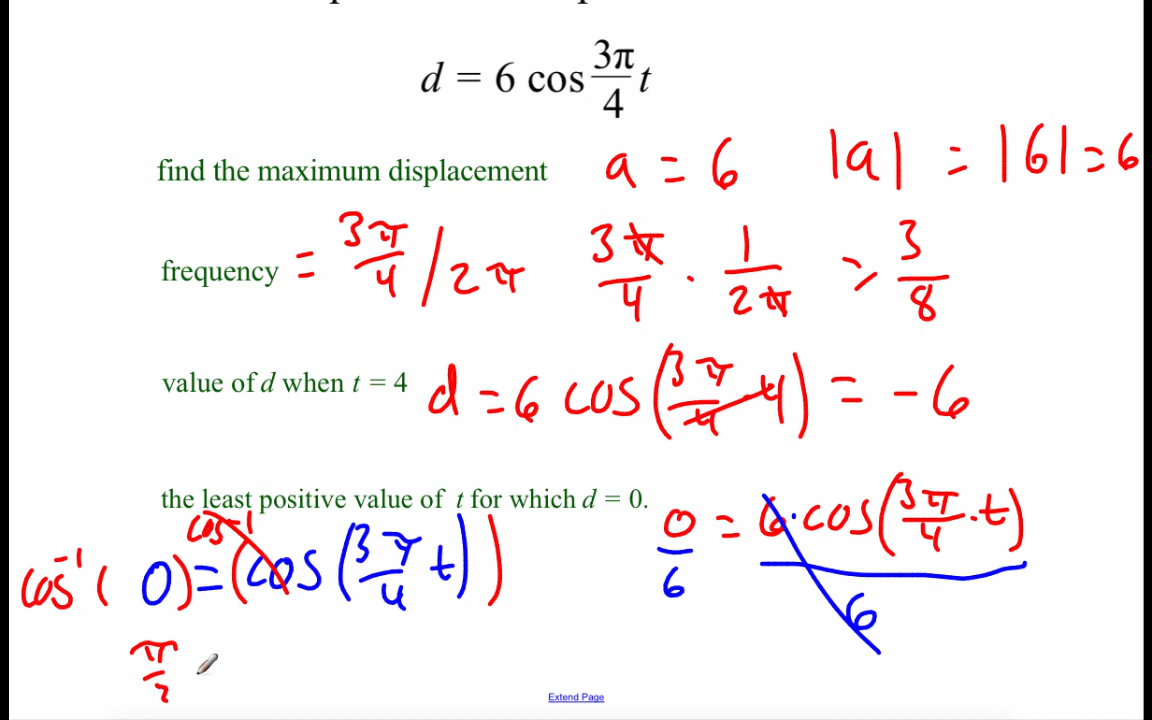 d = 6 cos 3π/4 t
find the maximum displacement a = 6 |a| = |6| = 6
frequency = 3π/4 / 2π 3π/4 · 1/2π = 3/8
value of d when t = 4 d = 6 cos(3π/4 · 4) = -6
the least positive value of t for which d = 0. 0/6 = 6·cos(3π/4 · t)/6
cos⁻¹(0) = cos⁻¹(cos(3π/4 t))
π/2
Extend Page